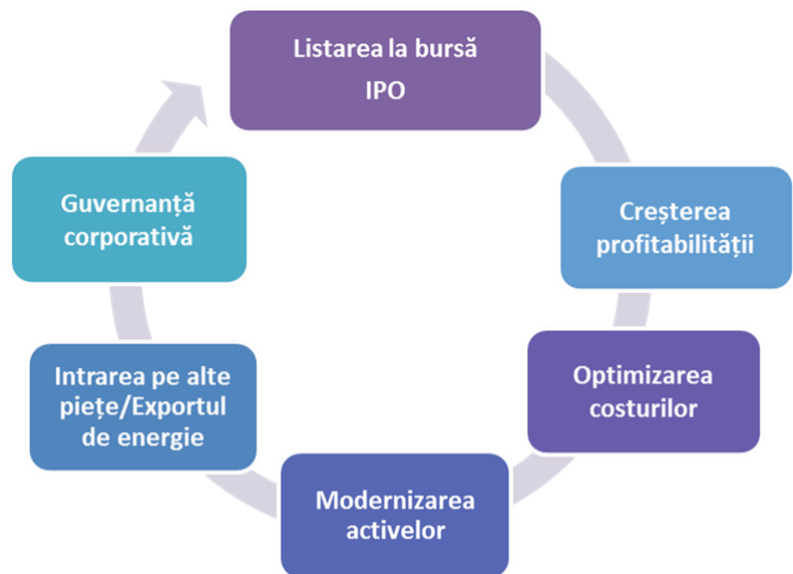 Listarea la bursă
IPO
Creșterea
profitabilității
Optimizarea
costurilor
Modernizarea
activelor
Intrarea pe alte
piețe/Exportul
de energie
Guvernanță
corporativă